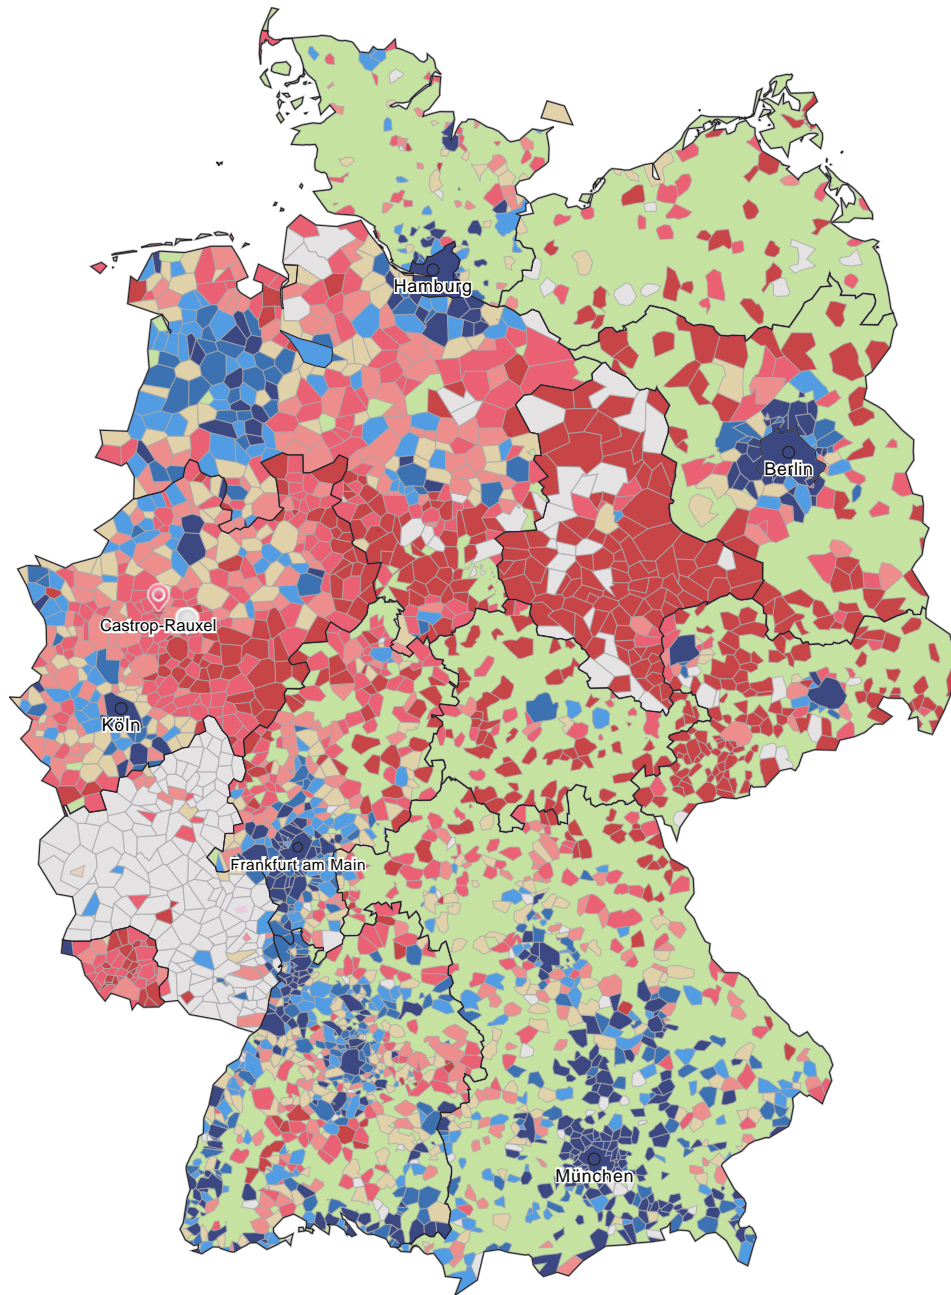 Hamburg
Berlin
Castrop-Rauxel
Köln
Frankfurt am Main
München